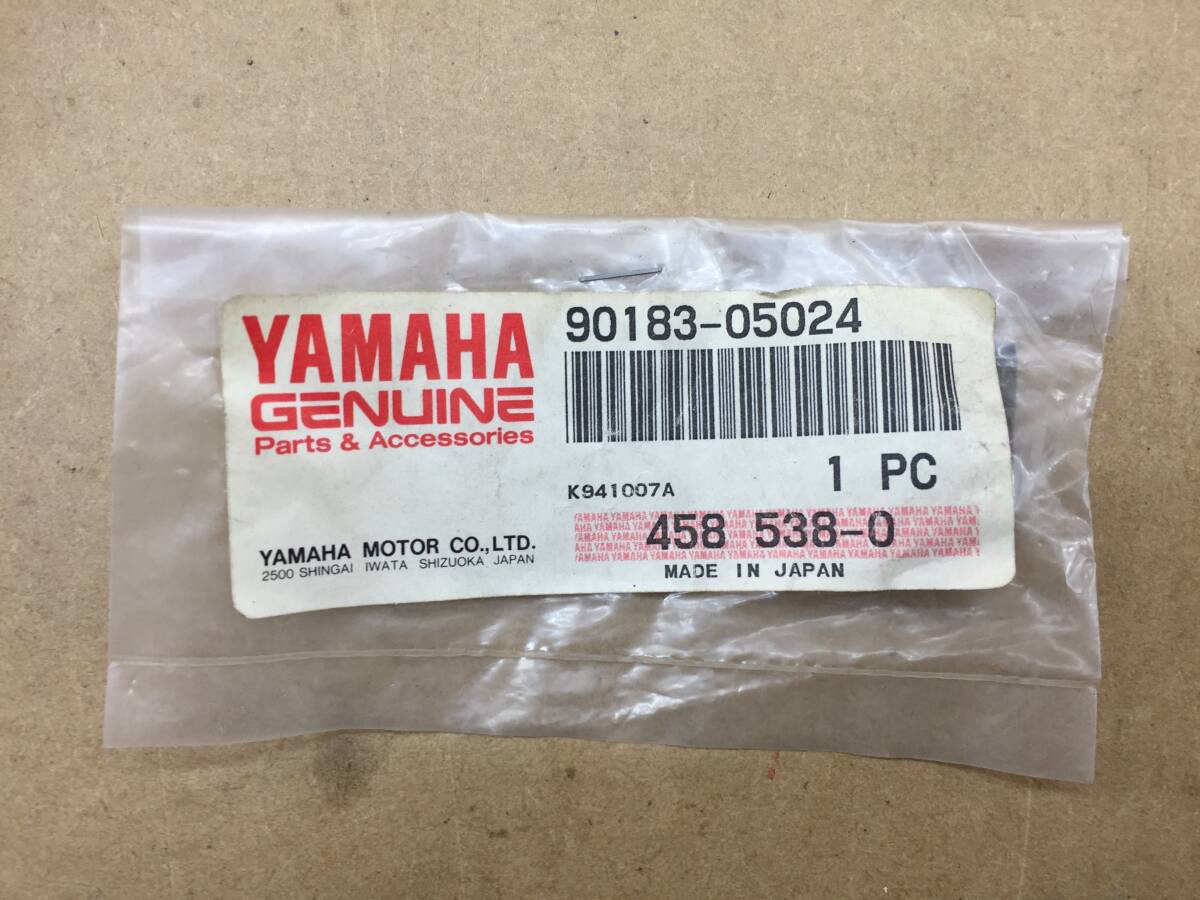 YAMAHA
GENUINE
Parts & Accessories
YAMAHA MOTOR CO.,LTD.
2500 SHINGAI IWATA SHIZUOKA JAPAN
90183-05024
1 PC
K941007A
458 538-0
MADE IN JAPAN